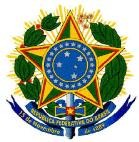 REPÚBLICA FEDERATIVA DO BRASIL
15 de Novembro
de 1889